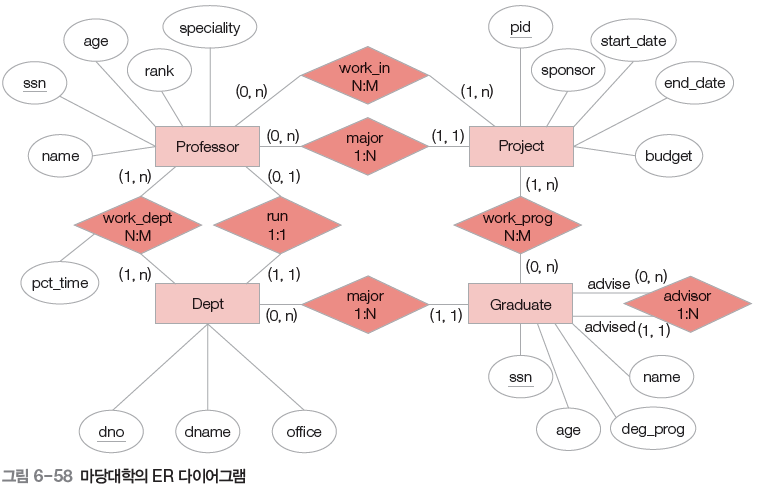 speciality
age
rank
ssn
name
Professor
work_in
N:M
(0, n)
(1, n)
major
1:N
(0, n)
(1, 1)
pid
sponsor
start_date
end_date
budget
Project
(1, n)
(0, 1)
work_dept
N:M
run
1:1
pct_time
(1, n)
(1, 1)
(1, n)
work_prog
N:M
(0, n)
Dept
(0, n)
major
1:N
(1, 1)
Graduate
advise
(0, n)
advisor
1:N
advised
(1, 1)
dno
dname
office
ssn
age
deg_prog
name
그림 6-58 마당대학의 ER 다이어그램